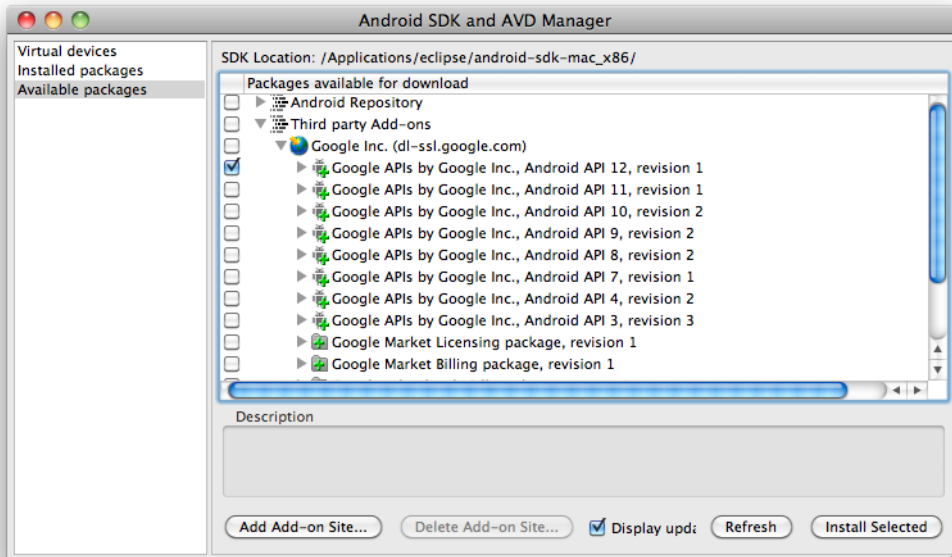 Android SDK and AVD Manager
Virtual devices
Installed packages
Available packages
SDK Location: /Applications/eclipse/android-sdk-mac_x86/
Packages available for download
Android Repository
Third party Add-ons
Google Inc. (dl-ssl.google.com)
Google APIs by Google Inc., Android API 12, revision 1
Google APIs by Google Inc., Android API 11, revision 1
Google APIs by Google Inc., Android API 10, revision 2
Google APIs by Google Inc., Android API 9, revision 2
Google APIs by Google Inc., Android API 8, revision 2
Google APIs by Google Inc., Android API 7, revision 1
Google APIs by Google Inc., Android API 4, revision 2
Google APIs by Google Inc., Android API 3, revision 3
Google Market Licensing package, revision 1
Google Market Billing package, revision 1
Description
Add Add-on Site... Delete Add-on Site... Display upda Refresh Install Selected